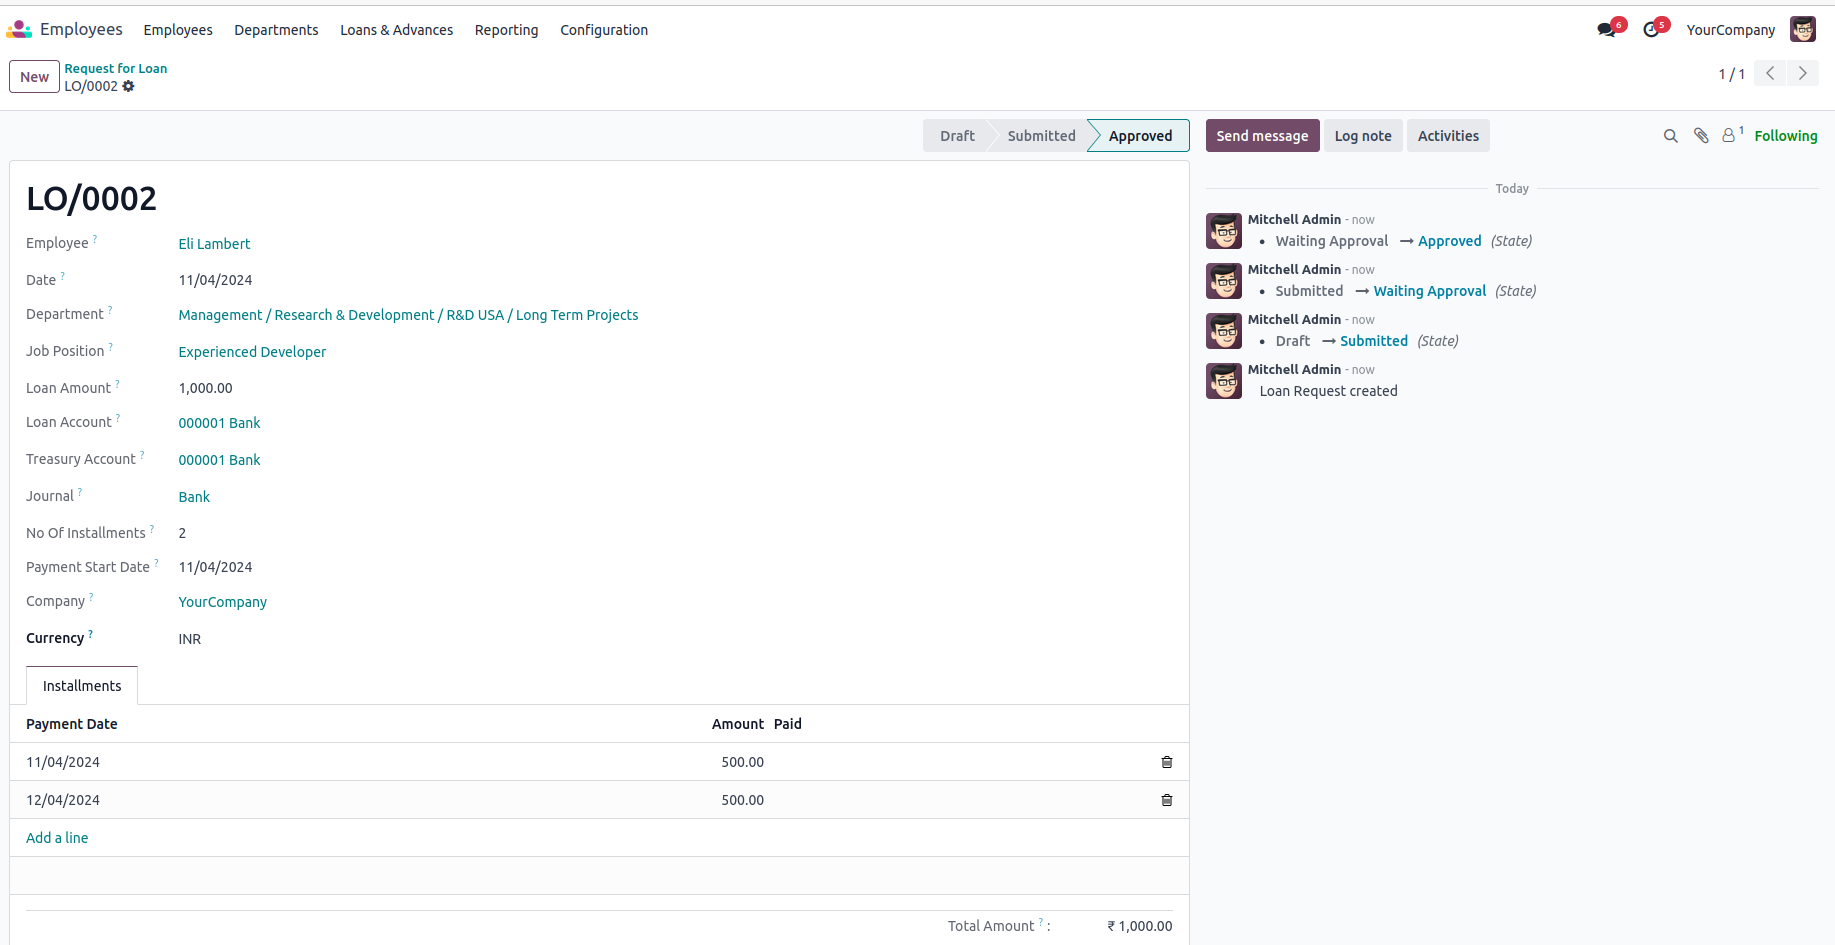 Employees Employees Departments Loans & Advances Reporting Configuration 6 5 YourCompany
New Request for Loan
LO/0002
1 / 1
Draft Submitted Approved
Send message Log note Activities 1 Following
LO/0002
Employee ? Eli Lambert
Date ? 11/04/2024
Department ? Management / Research & Development / R&D USA / Long Term Projects
Job Position ? Experienced Developer
Loan Amount ? 1,000.00
Loan Account ? 000001 Bank
Treasury Account ? 000001 Bank
Journal ? Bank
No Of Installments ? 2
Payment Start Date ? 11/04/2024
Company ? YourCompany
Currency ? INR
Installments
Payment Date Amount Paid
11/04/2024 500.00
12/04/2024 500.00
Add a line
Total Amount ? : ₹ 1,000.00
Today
Mitchell Admin - now
• Waiting Approval → Approved (State)
Mitchell Admin - now
• Submitted → Waiting Approval (State)
Mitchell Admin - now
• Draft → Submitted (State)
Mitchell Admin - now
Loan Request created